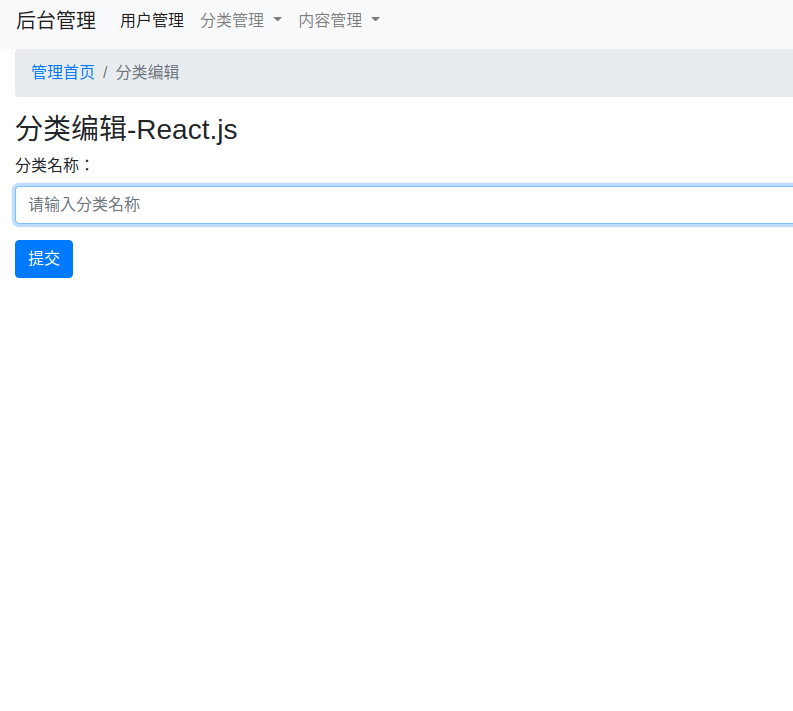 后台管理 用户管理 分类管理 内容管理
管理首页 / 分类编辑
分类编辑-React.js
分类名称：
请输入分类名称
提交